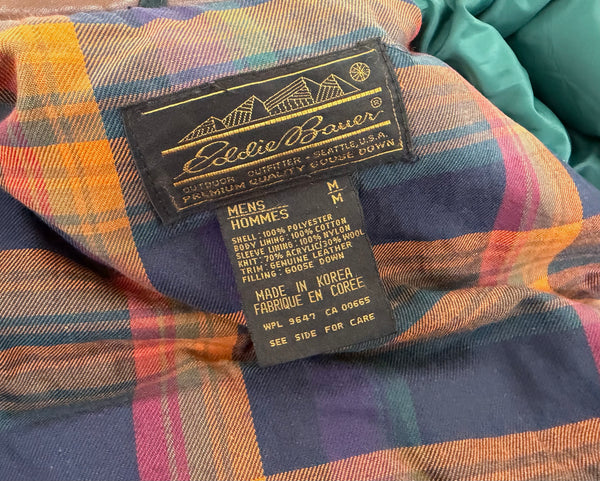 Eddie Bauer®
OUTDOOR OUTFITTER - SEATTLE, U.S.A.
PREMIUM QUALITY GOOSE DOWN
MENS M
HOMMES M
SHELL: 100% POLYESTER
BODY LINING: 100% COTTON
SLEEVE LINING: 100% NYLON
KNIT: 70% ACRYLIC/30% WOOL
TRIM: GENUINE LEATHER
FILLING: GOOSE DOWN
MADE IN KOREA
FABRIQUE EN COREE
WPL 9647 CA 00665
SEE SIDE FOR CARE